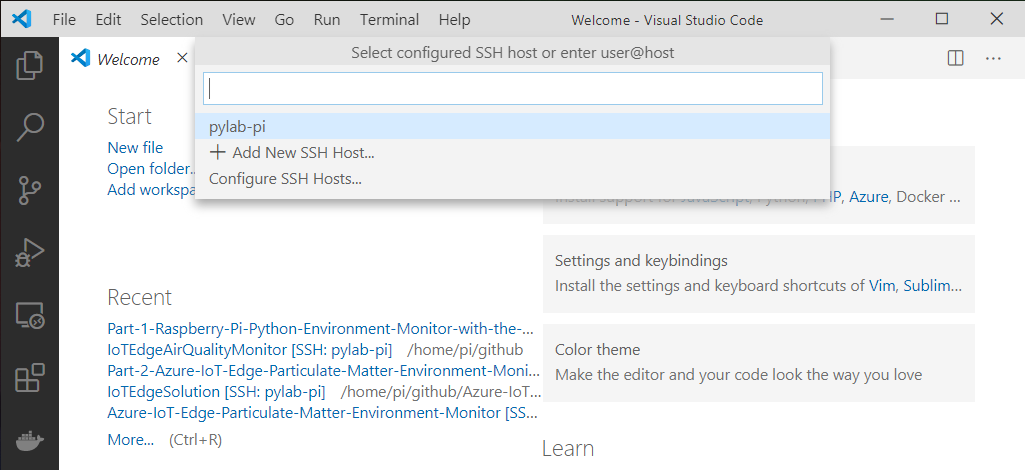 File Edit Selection View Go Run Terminal Help Welcome - Visual Studio Code
Welcome
Select configured SSH host or enter user@host
pylab-pi
Add New SSH Host...
Configure SSH Hosts...
Start
New file
Open folder..
Add workspa
Install support for JavaScript, Python, PHP, Azure, Docker ...
Settings and keybindings
Install the settings and keyboard shortcuts of Vim, Sublim...
Color theme
Make the editor and your code look the way you love
Recent
Part-1-Raspberry-Pi-Python-Environment-Monitor-with-the-...
IoTEdgeAirQualityMonitor [SSH: pylab-pi] /home/pi/github
Part-2-Azure-IoT-Edge-Particulate-Matter-Environment-Moni...
IoTEdgeSolution [SSH: pylab-pi] /home/pi/github/Azure-IoT...
Azure-IoT-Edge-Particulate-Matter-Environment-Monitor [SS...
More... (Ctrl+R)
Learn